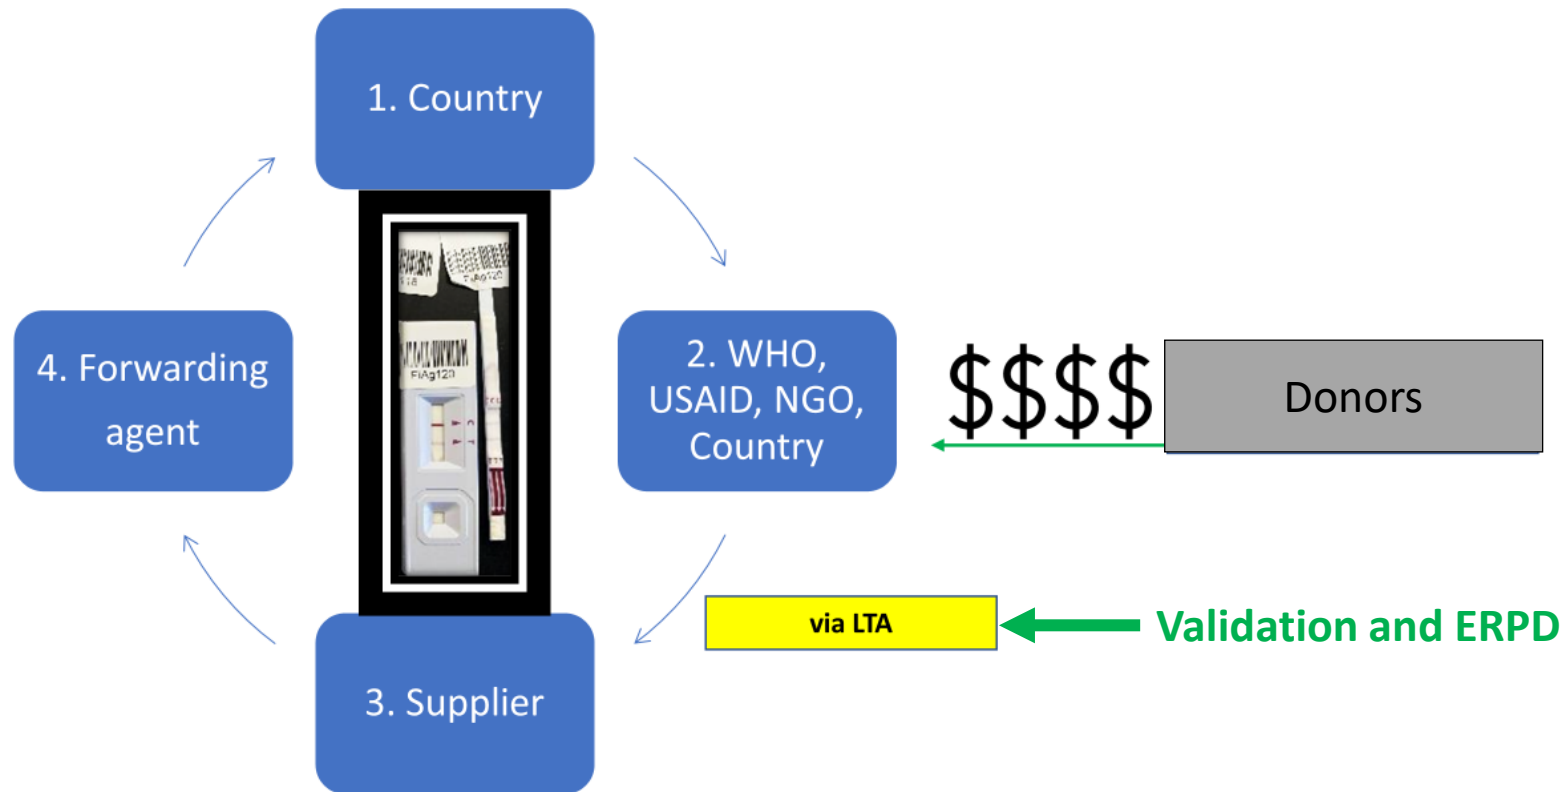 1. Country
4. Forwarding
agent
FiAg120
FiAg120
C
T
2. WHO,
USAID, NGO,
Country
$$$$
Donors
via LTA
Validation and ERPD
3. Supplier